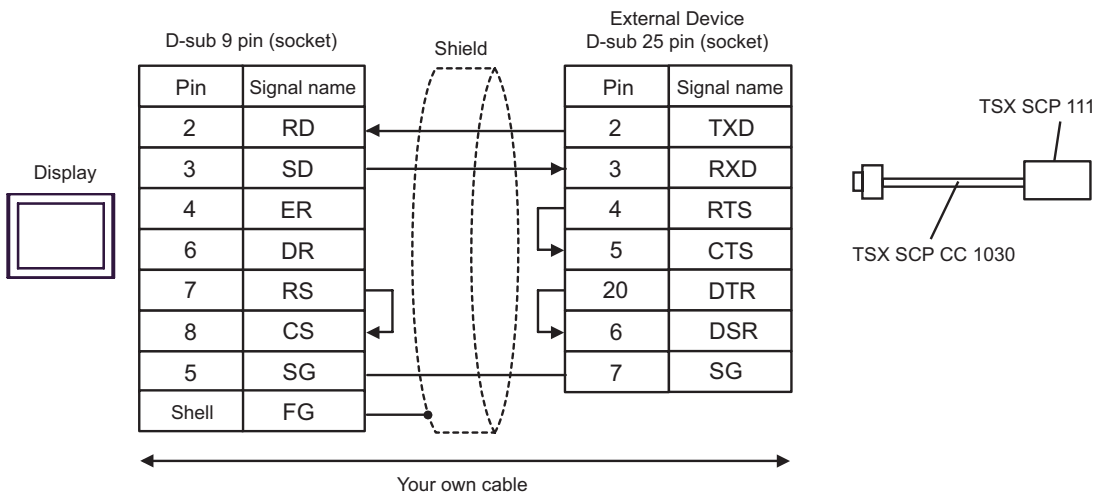 External Device
D-sub 9 pin (socket)
Shield
D-sub 25 pin (socket)
Pin Signal name
Pin Signal name
2 RD
2 TXD
3 SD
3 RXD
4 ER
4 RTS
6 DR
5 CTS
7 RS
20 DTR
8 CS
6 DSR
5 SG
7 SG
Shell FG
Display
Your own cable
TSX SCP 111
TSX SCP CC 1030